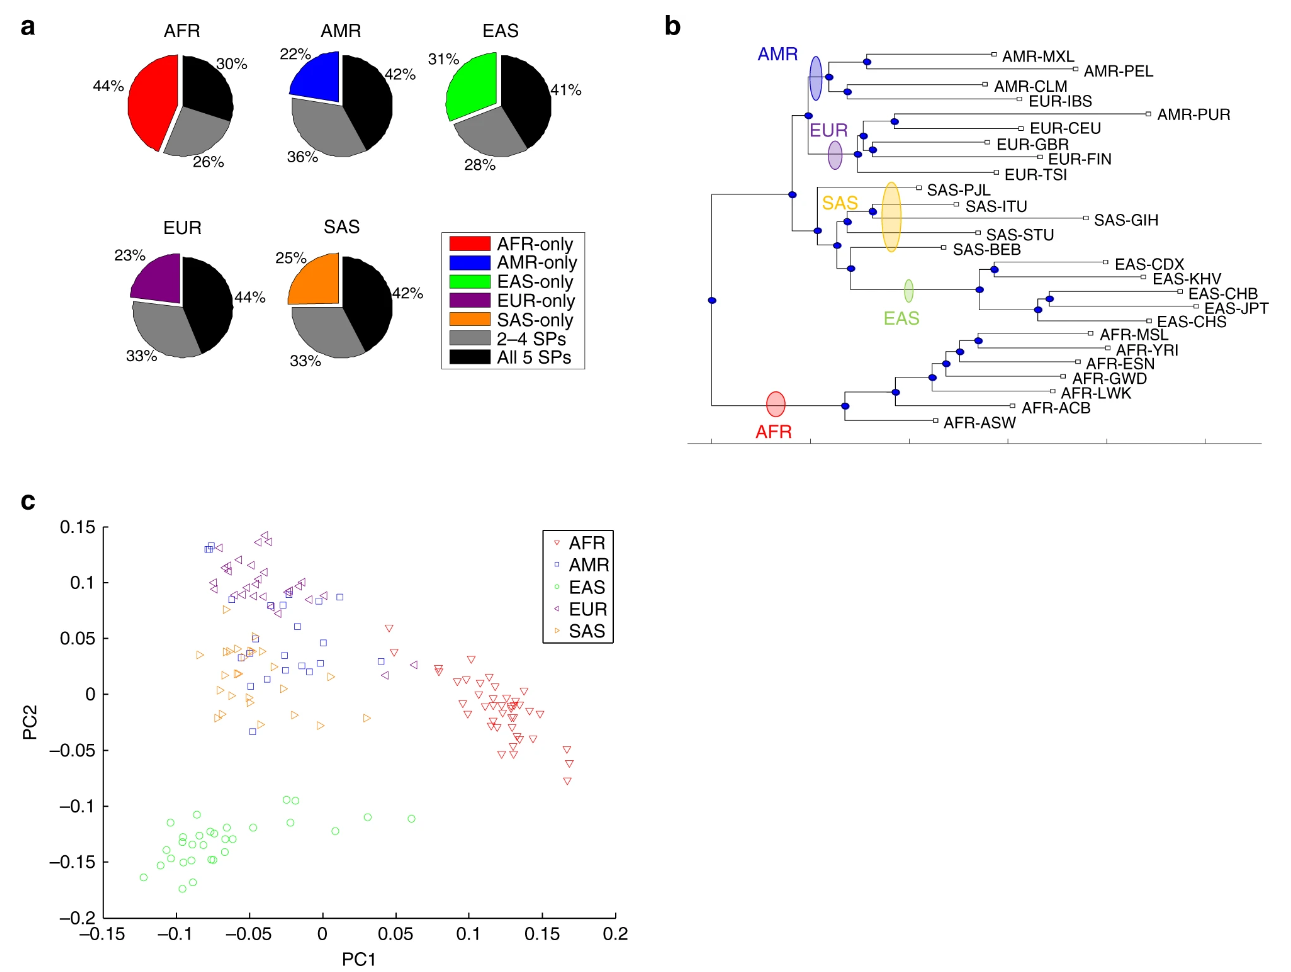 a
AFR
AMR
EAS
44%
30%
26%
22%
42%
36%
31%
41%
28%
EUR
SAS
23%
44%
33%
25%
42%
33%
AFR-only
AMR-only
EAS-only
EUR-only
SAS-only
2–4 SPs
All 5 SPs
b
AMR
EUR
SAS
EAS
AFR
AMR-MXL
AMR-PEL
AMR-CLM
EUR-IBS
AMR-PUR
EUR-CEU
EUR-GBR
EUR-FIN
EUR-TSI
SAS-PJL
SAS-ITU
SAS-GIH
SAS-STU
SAS-BEB
EAS-CDX
EAS-KHV
EAS-CHB
EAS-JPT
EAS-CHS
AFR-MSL
AFR-YRI
AFR-ESN
AFR-GWD
AFR-LWK
AFR-ACB
AFR-ASW
c
0.15
0.1
0.05
0
–0.05
–0.1
–0.15
–0.2
PC2
–0.15
–0.1
–0.05
0
0.05
0.1
0.15
0.2
PC1
AFR
AMR
EAS
EUR
SAS